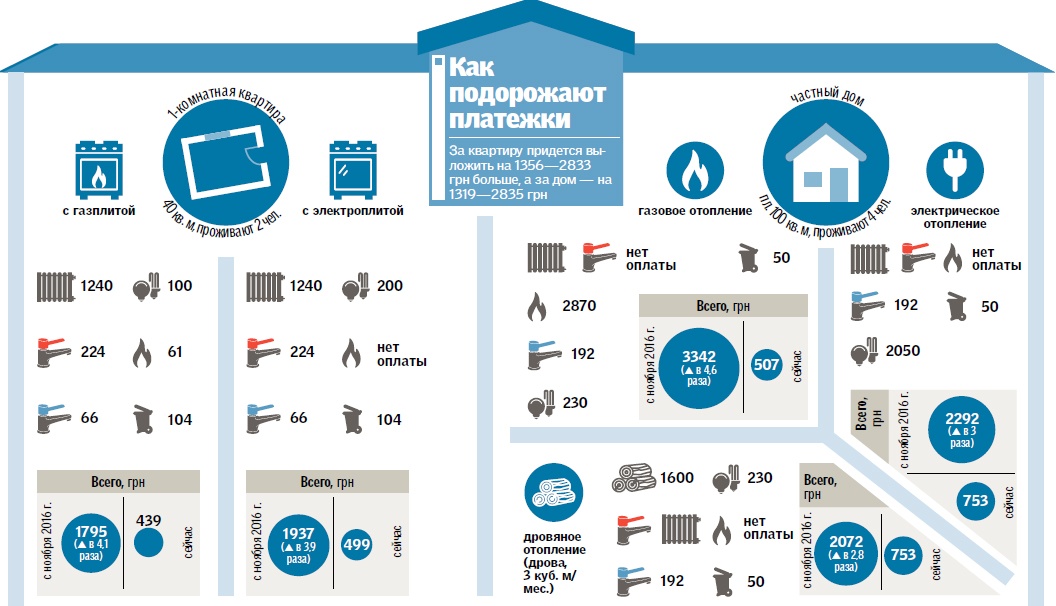 Как
подорожают
платежки
За квартиру придется вы-
ложить на 1356—2833
грн больше, а за дом — на
1319—2835 грн
1-комнатная квартира
40 кв. м, проживают 2 чел.
с газплитой
с электроплитой
1240
100
224
61
66
104
Всего, грн
с ноября 2016 г.
1795
(▲ в 4,1
раза)
439
сейчас
1240
200
224
нет
оплаты
66
104
Всего, грн
с ноября 2016 г.
1937
(▲ в 3,9
раза)
499
сейчас
частный дом
пл. 100 кв. м, проживают 4 чел.
газовое отопление
электрическое
отопление
нет
оплаты
50
2870
192
230
Всего, грн
с ноября 2016 г.
3342
(▲ в 4,6
раза)
507
сейчас
нет
оплаты
192
50
2050
Всего,
грн
с ноября 2016 г.
2292
(▲ в 3
раза)
753
сейчас
дровяное
отопление
(дрова,
3 куб. м/
мес.)
1600
230
нет
оплаты
192
50
Всего,
грн
с ноября 2016 г.
2072
(▲ в 2,8
раза)
753
сейчас